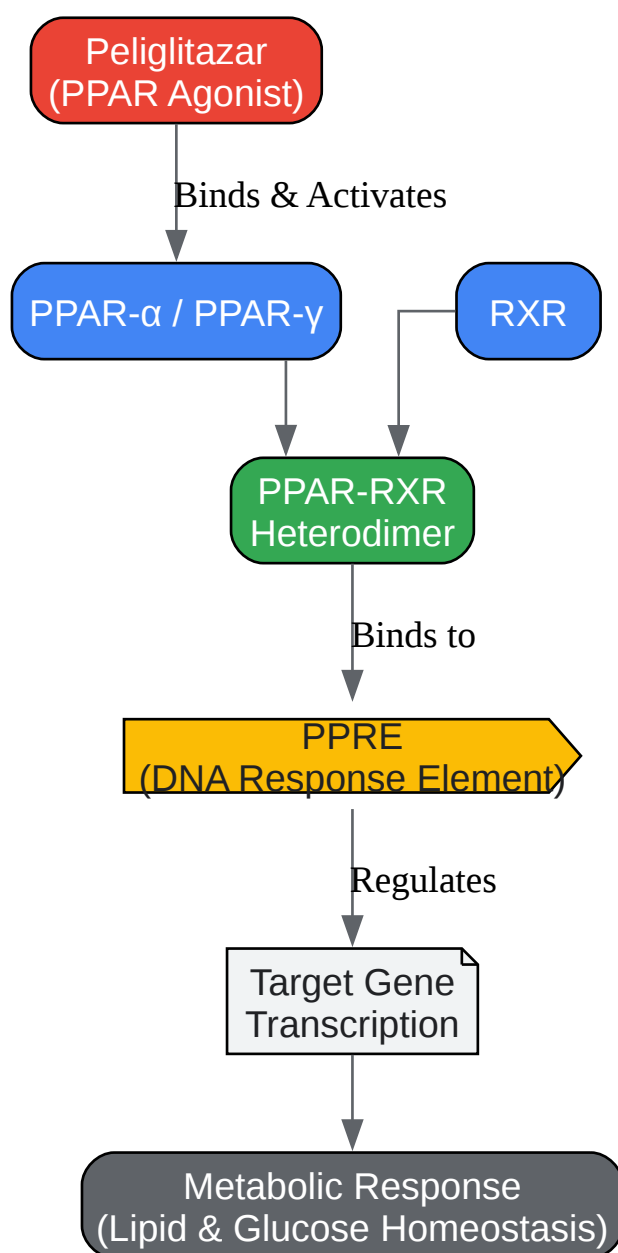 Peliglitazar
(PPAR Agonist)
Binds & Activates
PPAR-α / PPAR-γ
RXR
PPAR-RXR
Heterodimer
Binds to
PPRE
(DNA Response Element)
Regulates
Target Gene
Transcription
Metabolic Response
(Lipid & Glucose Homeostasis)